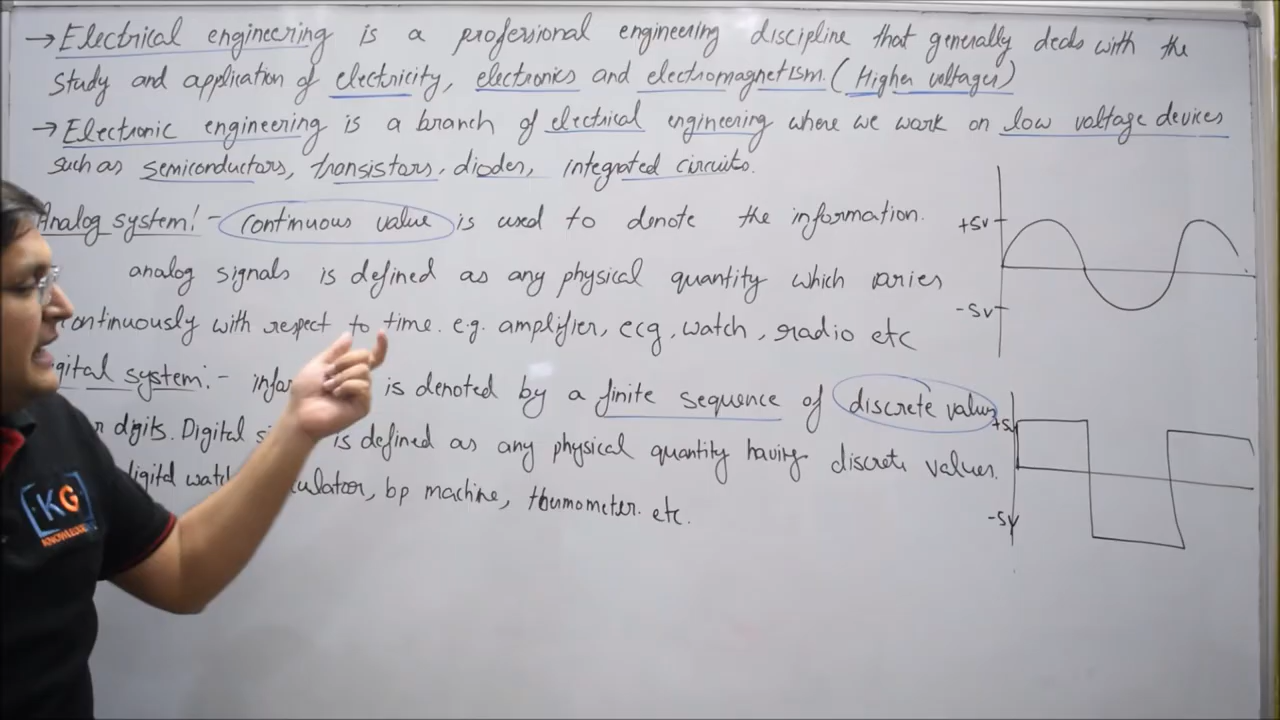 → Electrical engineering is a professional engineering discipline that generally deals with the
study and application of electricity, electronics and electromagnetism. (Higher voltages)
→ Electronic engineering is a branch of electrical engineering where we work on low voltage devices
such as semiconductors, transistors, diodes, integrated circuits.
Analog system! - continuous value is used to denote the information.
analog signals is defined as any physical quantity which varies
continuously with respect to time. e.g. amplifier, ecg, watch, radio etc
gital system:- infor is denoted by a finite sequence of discrete values
r digits. Digital s is defined as any physical quantity having discrete values.
digital watch culator, bp machine, thermometer. etc.
+5v
-5v
+5v
-5v
KG
KNOWLEDGE